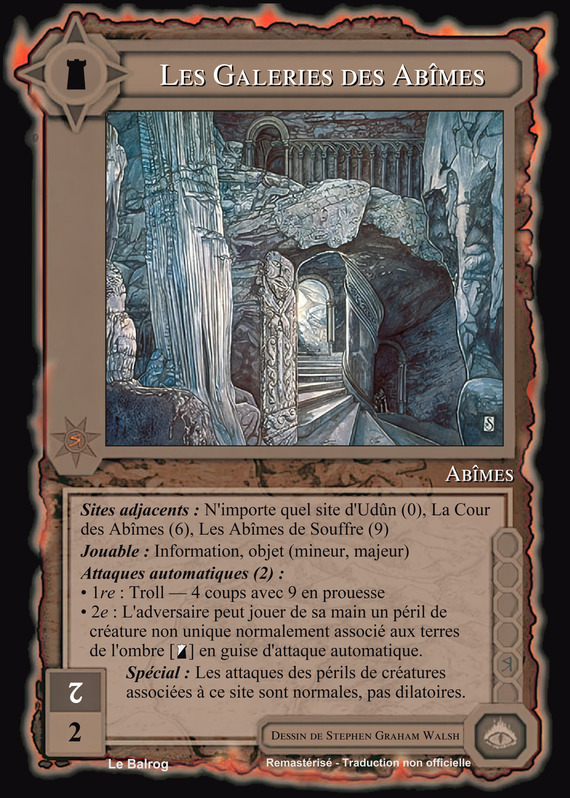 Les Galeries des Abîmes
Abîmes
Sites adjacents : N'importe quel site d'Udûn (0), La Cour
des Abîmes (6), Les Abîmes de Souffre (9)
Jouable : Information, objet (mineur, majeur)
Attaques automatiques (2) :
• 1re : Troll — 4 coups avec 9 en prouesse
• 2e : L'adversaire peut jouer de sa main un péril de
créature non unique normalement associé aux terres
de l'ombre [ ] en guise d'attaque automatique.
Spécial : Les attaques des périls de créatures
associées à ce site sont normales, pas dilatoires.
2
Dessin de Stephen Graham Walsh
Le Balrog
Remastérisé - Traduction non officielle